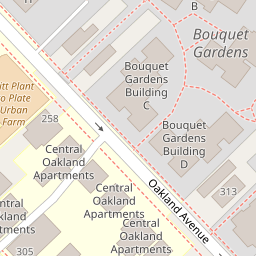 B
Bouquet
Gardens
Bouquet
Gardens
Building
C
Plant
to Plate
Urban
Farm
258
Bouquet
Gardens
Building
D
Central
Oakland
Apartments
Central
Oakland
Apartments
Oakland Avenue
313
Central
Oakland
Apartments
305